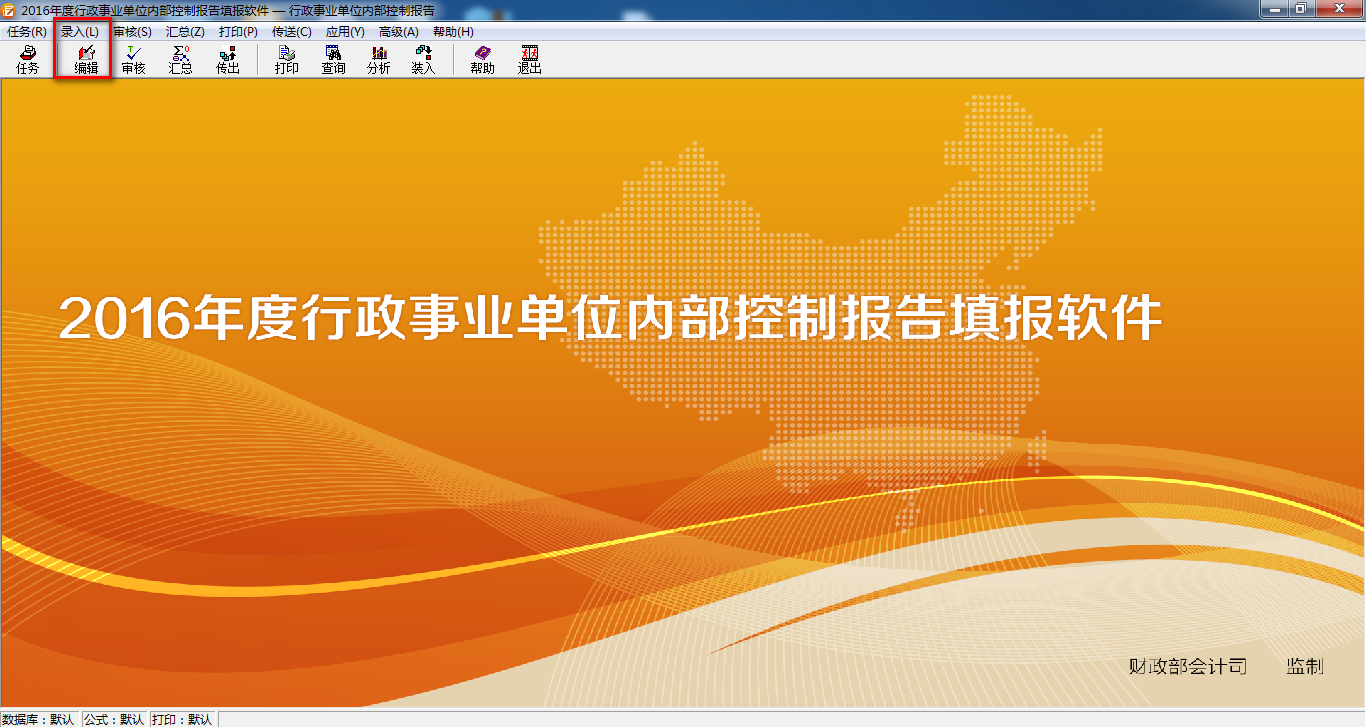 2016年度行政事业单位内部控制报告填报软件 — 行政事业单位内部控制报告
任务(R) 录入(L) 审核(S) 汇总(Z) 打印(P) 传送(C) 应用(Y) 高级(A) 帮助(H)
任务 编辑 审核 汇总 传出 打印 查询 分析 装入 帮助 退出
2016年度行政事业单位内部控制报告填报软件
财政部会计司 监制
数据库：默认 公式：默认 打印：默认